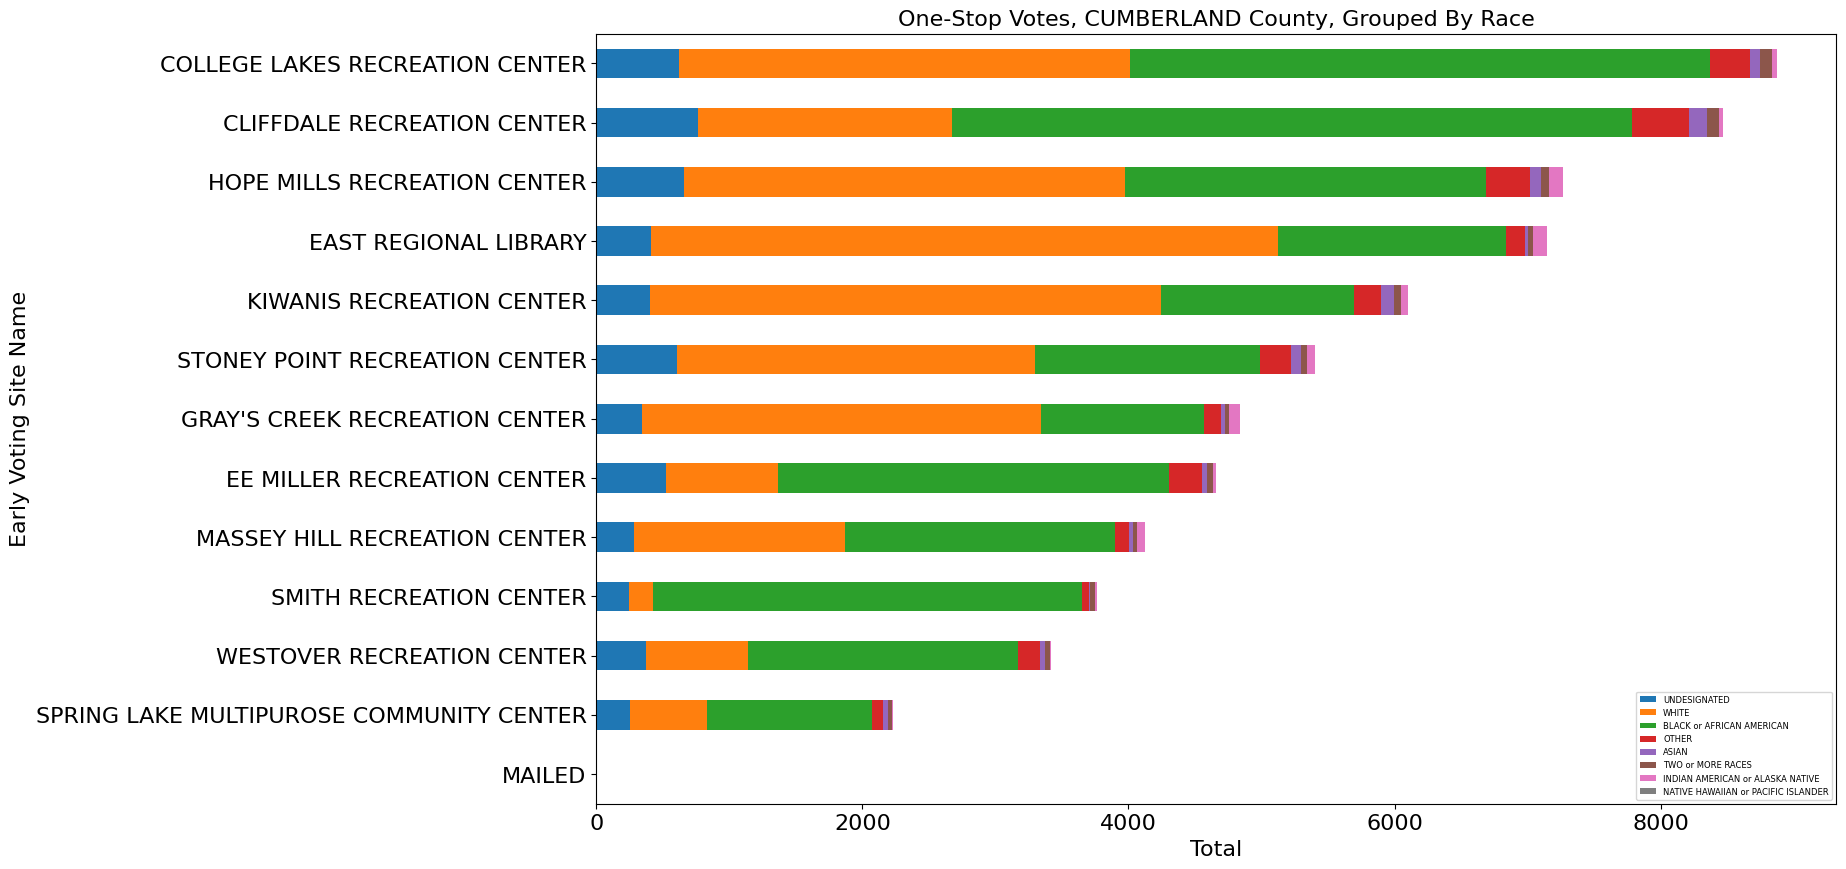 One-Stop Votes, CUMBERLAND County, Grouped By Race
Early Voting Site Name
COLLEGE LAKES RECREATION CENTER
CLIFFDALE RECREATION CENTER
HOPE MILLS RECREATION CENTER
EAST REGIONAL LIBRARY
KIWANIS RECREATION CENTER
STONEY POINT RECREATION CENTER
GRAY'S CREEK RECREATION CENTER
EE MILLER RECREATION CENTER
MASSEY HILL RECREATION CENTER
SMITH RECREATION CENTER
WESTOVER RECREATION CENTER
SPRING LAKE MULTIPUROSE COMMUNITY CENTER
MAILED
UNDESIGNATED
WHITE
BLACK or AFRICAN AMERICAN
OTHER
ASIAN
TWO or MORE RACES
INDIAN AMERICAN or ALASKA NATIVE
NATIVE HAWAIIAN or PACIFIC ISLANDER
0 2000 4000 6000 8000
Total